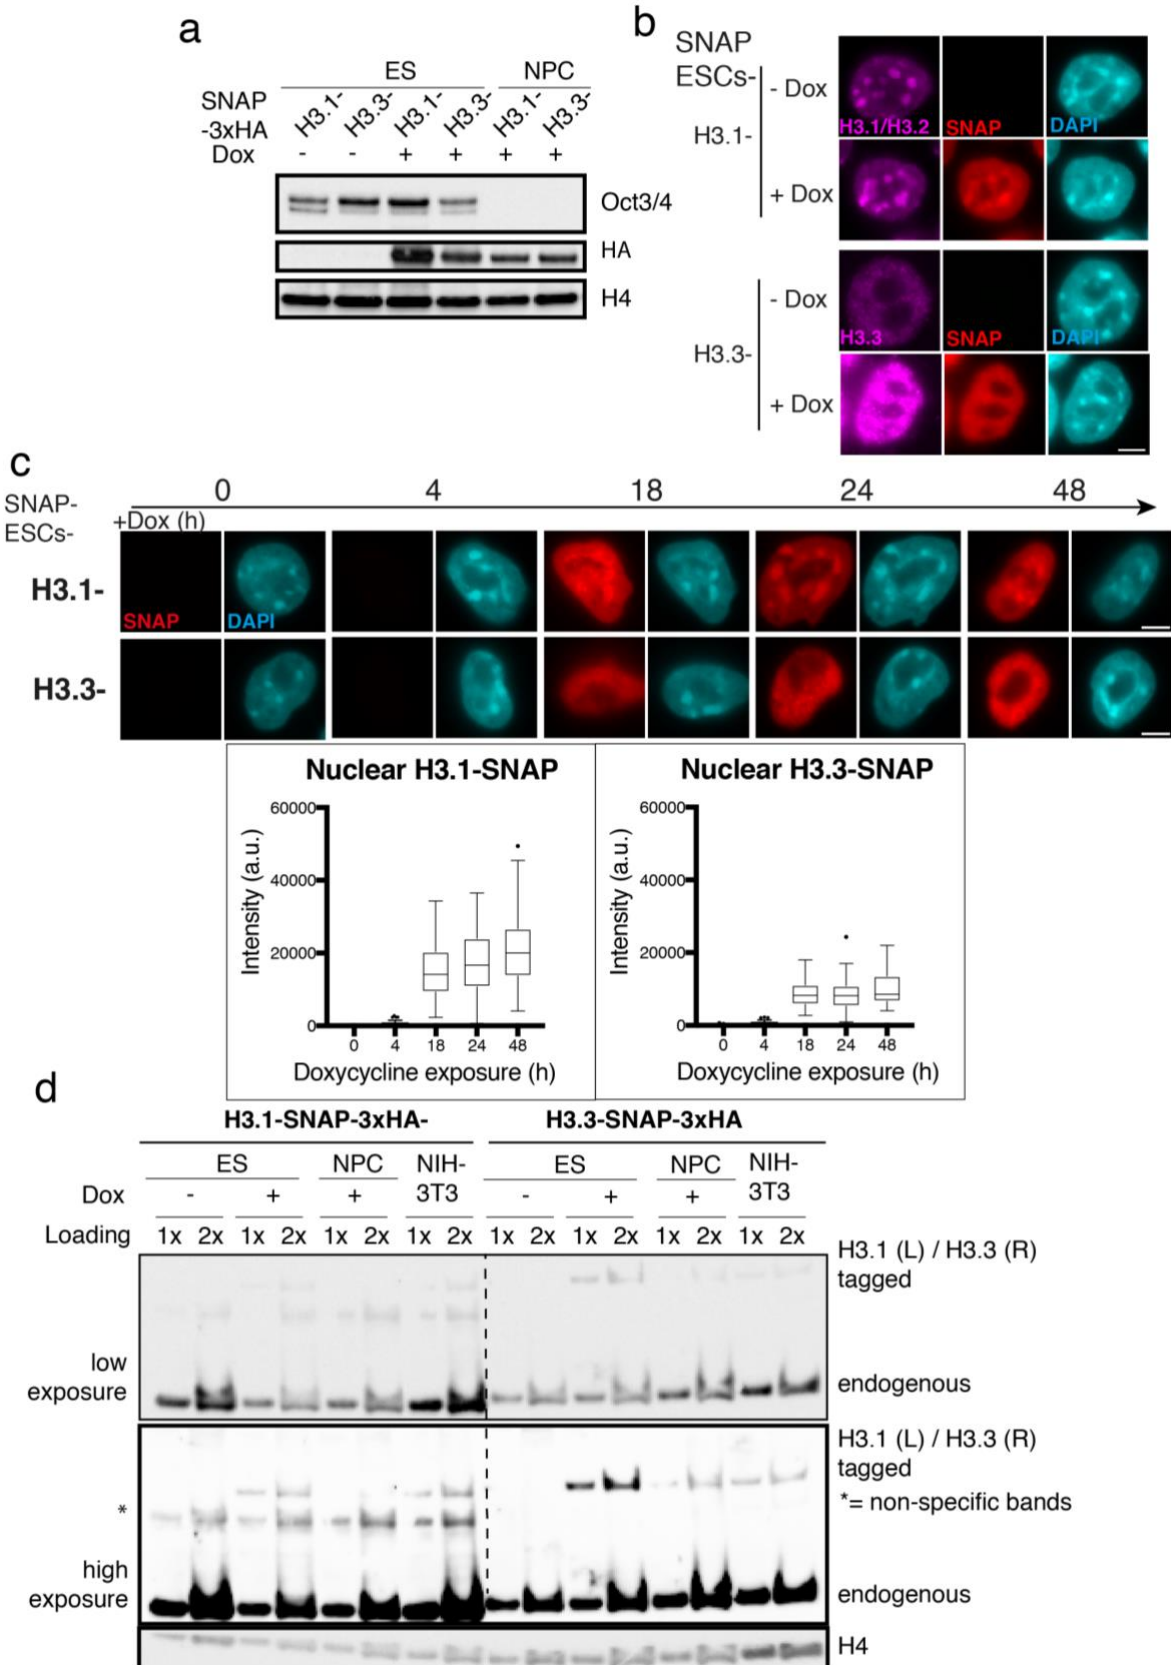 a
ES NPC
SNAP
-3xHA
H3.1- H3.3- H3.1- H3.3- H3.1- H3.3-
Dox - - + + + +
Oct3/4
HA
H4
b
SNAP
ESCs-
- Dox
H3.1-
H3.1/H3.2 SNAP DAPI
+ Dox
- Dox
H3.3 SNAP DAPI
H3.3-
+ Dox
c
0 4 18 24 48
SNAP-
ESCs-
+Dox (h)
H3.1-
SNAP DAPI
H3.3-
Nuclear H3.1-SNAP
Intensity (a.u.)
60000
40000
20000
0
0 4 18 24 48
Doxycycline exposure (h)
Nuclear H3.3-SNAP
Intensity (a.u.)
60000
40000
20000
0
0 4 18 24 48
Doxycycline exposure (h)
d
H3.1-SNAP-3xHA- H3.3-SNAP-3xHA
ES NPC NIH-3T3 ES NPC NIH-3T3
Dox - + + - + +
Loading 1x 2x 1x 2x 1x 2x 1x 2x 1x 2x 1x 2x 1x 2x 1x 2x
H3.1 (L) / H3.3 (R)
tagged
low
exposure
endogenous
H3.1 (L) / H3.3 (R)
tagged
*= non-specific bands
*
high
exposure
endogenous
H4